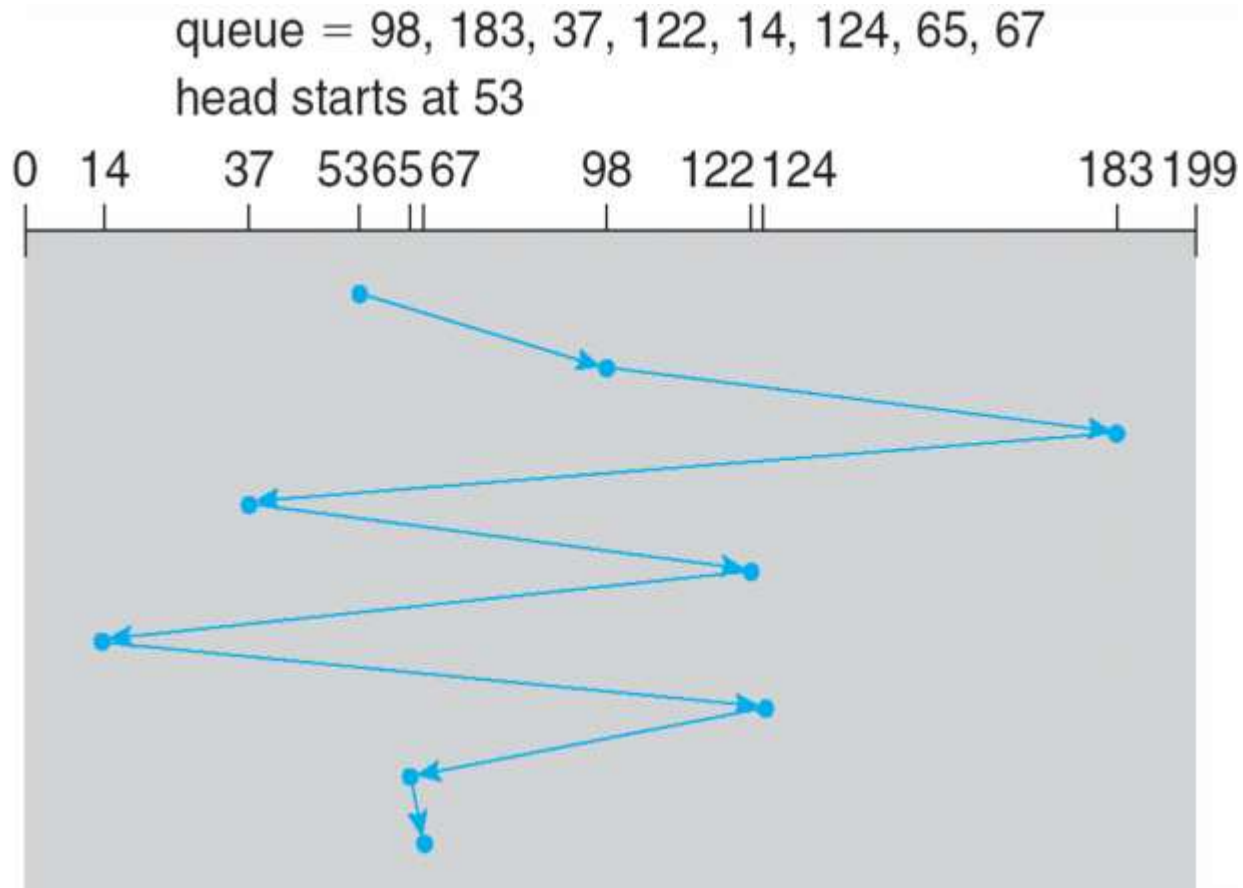 queue = 98, 183, 37, 122, 14, 124, 65, 67
head starts at 53
0 14 37 53 65 67 98 122 124 183 199